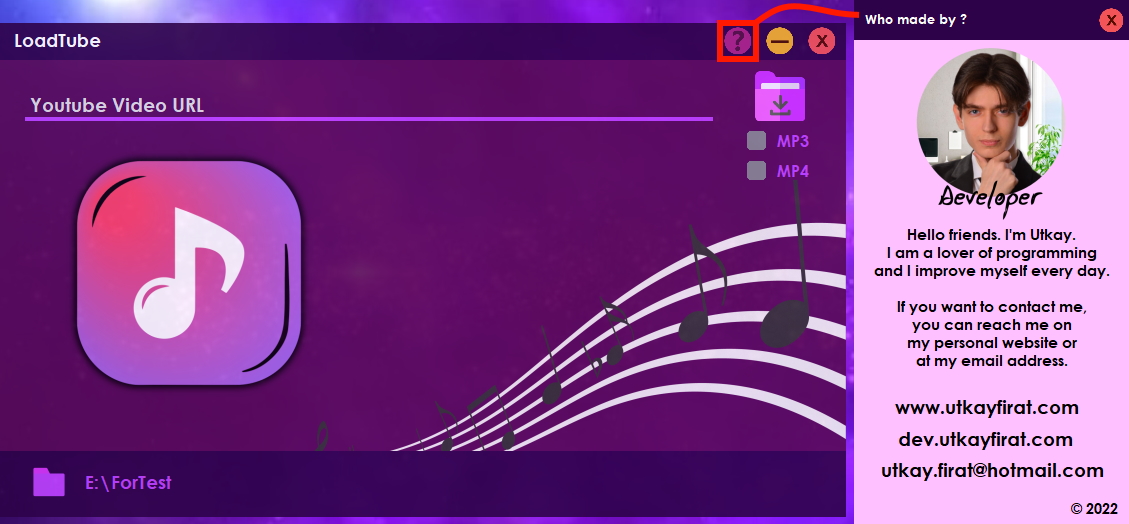 LoadTube
?
X
Youtube Video URL
MP3
MP4
E:\ForTest
Who made by ?
X
Developer
Hello friends. I'm Utkay.
I am a lover of programming
and I improve myself every day.
If you want to contact me,
you can reach me on
my personal website or
at my email address.
www.utkayfirat.com
dev.utkayfirat.com
utkay.firat@hotmail.com
© 2022